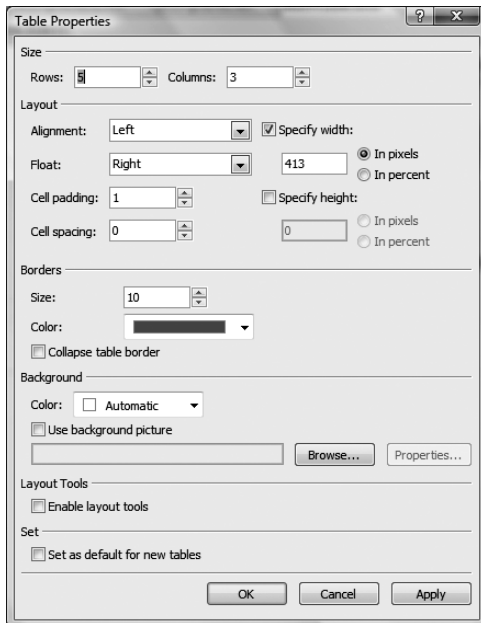 Table Properties
Size
Rows: 5 Columns: 3
Layout
Alignment: Left Specify width:
Float: Right 413 In pixels
In percent
Cell padding: 1 Specify height:
Cell spacing: 0 0 In pixels
In percent
Borders
Size: 10
Color:
Collapse table border
Background
Color: Automatic
Use background picture
Browse... Properties...
Layout Tools
Enable layout tools
Set
Set as default for new tables
OK Cancel Apply